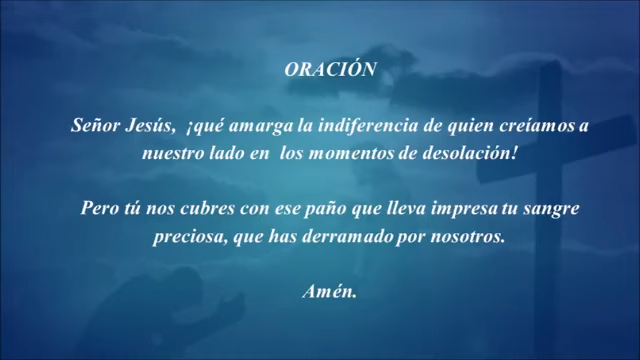 ORACIÓN
Señor Jesús, ¡qué amarga la indiferencia de quien creíamos a
nuestro lado en los momentos de desolación!
Pero tú nos cubres con ese paño que lleva impresa tu sangre
preciosa, que has derramado por nosotros.
Amén.